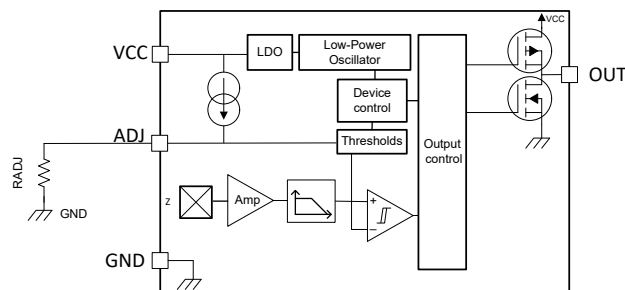 VCC
VCC
LDO
Low-Power
Oscillator
OUT
Device
control
ADJ
Thresholds
Output
control
RADJ
GND
Z
Amp
+
−
GND